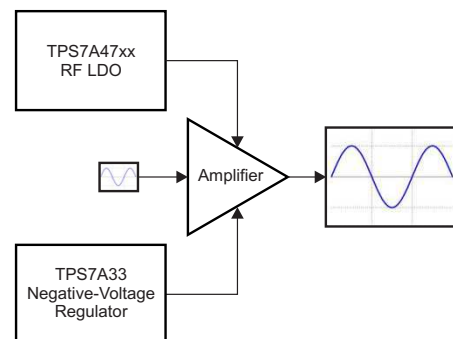 TPS7A47xx
RF LDO
Amplifier
TPS7A33
Negative-Voltage
Regulator